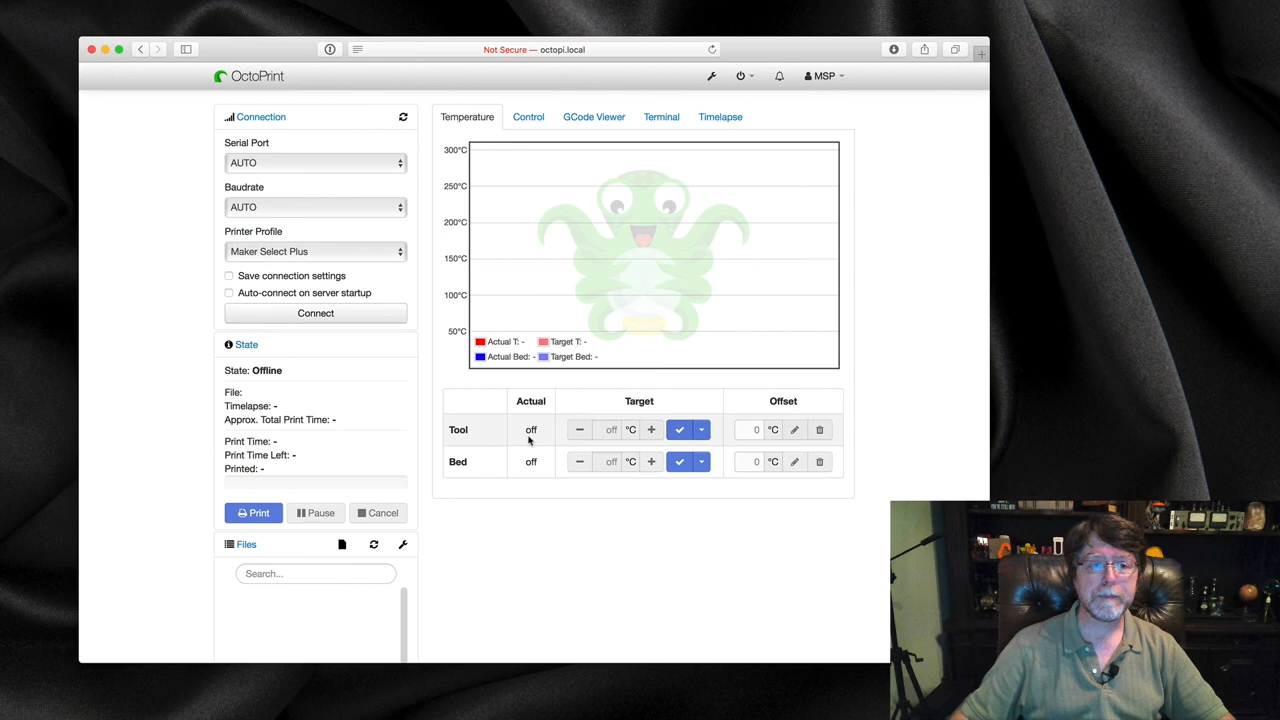 Not Secure — octopi.local
OctoPrint
MSP
Connection
Serial Port
AUTO
Baudrate
AUTO
Printer Profile
Maker Select Plus
Save connection settings
Auto-connect on server startup
Connect
State
State: Offline
File:
Timelapse: -
Approx. Total Print Time: -
Print Time: -
Print Time Left: -
Printed: -
Print
Pause
Cancel
Files
Search...
Temperature
Control
GCode Viewer
Terminal
Timelapse
300°C
250°C
200°C
150°C
100°C
50°C
Actual T: -
Target T: -
Actual Bed: -
Target Bed: -
Actual
Target
Offset
Tool
off
off °C
0 °C
Bed
off
off °C
0 °C